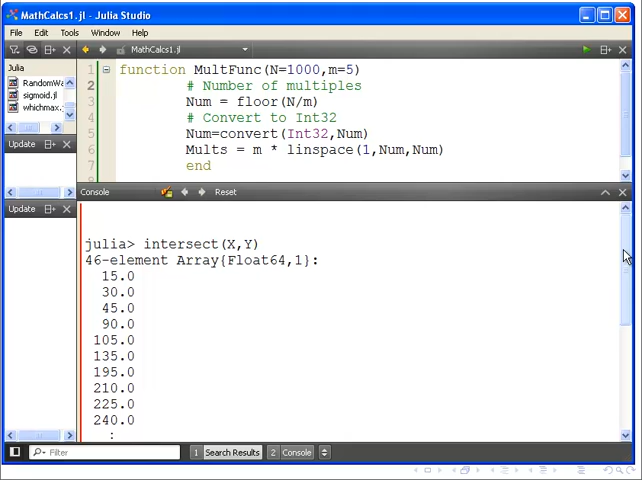 MathCalcs1.jl - Julia Studio
File Edit Tools Window Help
MathCalcs1.jl
Julia
RandomWa
sigmoid.jl
whichmax.
Update
Update
1 function MultFunc(N=1000,m=5)
2 # Number of multiples
3 Num = floor(N/m)
4 # Convert to Int32
5 Num=convert(Int32,Num)
6 Mults = m * linspace(1,Num,Num)
7 end
Console Reset
julia> intersect(X,Y)
46-element Array{Float64,1}:
15.0
30.0
45.0
90.0
105.0
135.0
195.0
210.0
225.0
240.0
:
Filter
1 Search Results 2 Console